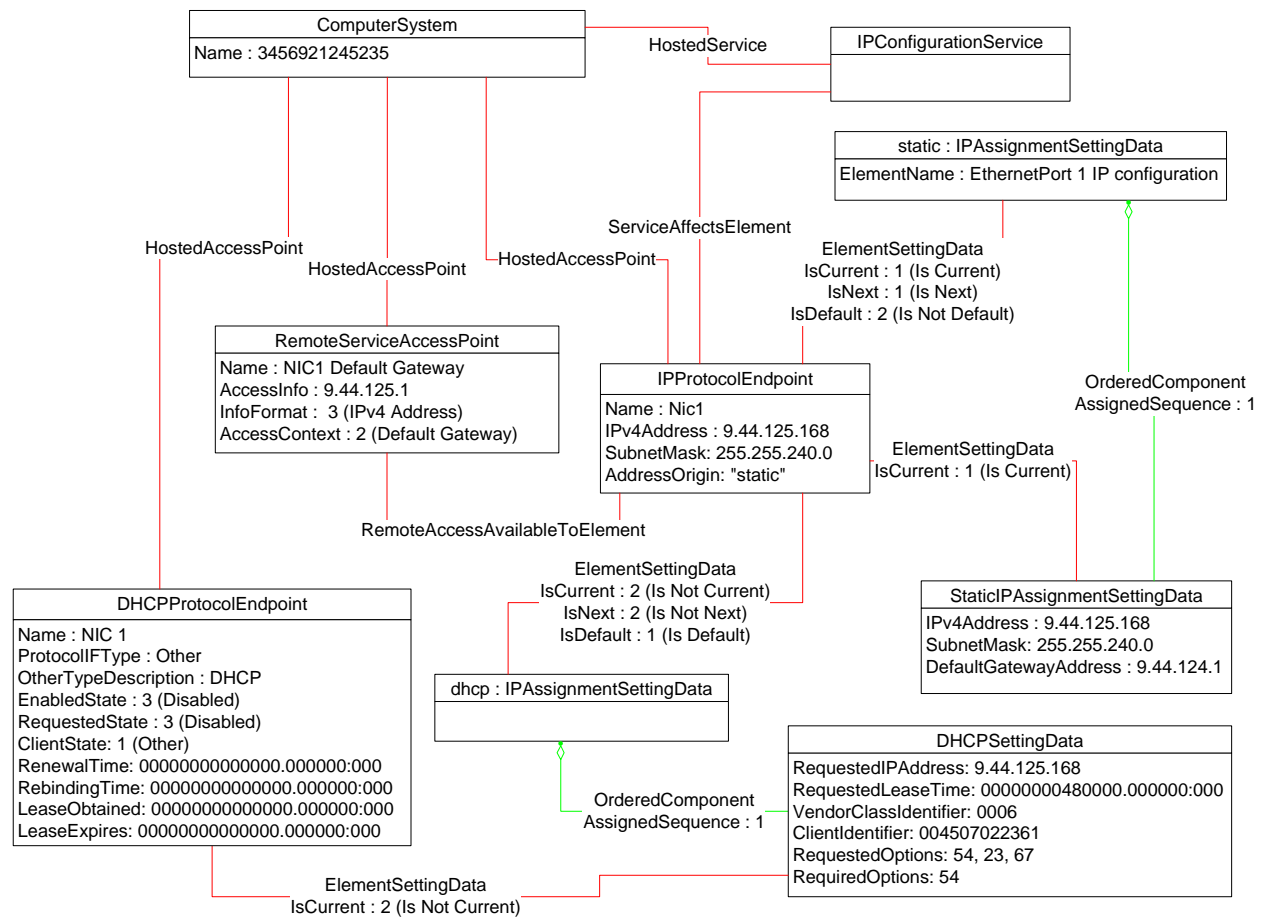 ComputerSystem
Name : 3456921245235
HostedService
IPConfigurationService
static : IPAssignmentSettingData
ElementName : EthernetPort 1 IP configuration
ServiceAffectsElement
HostedAccessPoint
HostedAccessPoint
HostedAccessPoint
ElementSettingData
IsCurrent : 1 (Is Current)
IsNext : 1 (Is Next)
IsDefault : 2 (Is Not Default)
RemoteServiceAccessPoint
Name : NIC1 Default Gateway
AccessInfo : 9.44.125.1
InfoFormat :  3 (IPv4 Address)
AccessContext : 2 (Default Gateway)
IPProtocolEndpoint
Name : Nic1
IPv4Address : 9.44.125.168
SubnetMask: 255.255.240.0
AddressOrigin: "static"
OrderedComponent
AssignedSequence : 1
ElementSettingData
IsCurrent : 1 (Is Current)
RemoteAccessAvailableToElement
ElementSettingData
IsCurrent : 2 (Is Not Current)
IsNext : 2 (Is Not Next)
IsDefault : 1 (Is Default)
DHCPProtocolEndpoint
Name : NIC 1
ProtocolIFType : Other
OtherTypeDescription : DHCP
EnabledState : 3 (Disabled)
RequestedState : 3 (Disabled)
ClientState: 1 (Other)
RenewalTime: 00000000000000.000000:000
RebindingTime: 00000000000000.000000:000
LeaseObtained: 00000000000000.000000:000
LeaseExpires: 00000000000000.000000:000
StaticIPAssignmentSettingData
IPv4Address : 9.44.125.168
SubnetMask: 255.255.240.0
DefaultGatewayAddress : 9.44.124.1
dhcp : IPAssignmentSettingData
OrderedComponent
AssignedSequence : 1
DHCPSettingData
RequestedIPAddress: 9.44.125.168
RequestedLeaseTime: 00000000480000.000000:000
VendorClassIdentifier: 0006
ClientIdentifier: 004507022361
RequestedOptions: 54, 23, 67
RequiredOptions: 54
ElementSettingData
IsCurrent : 2 (Is Not Current)